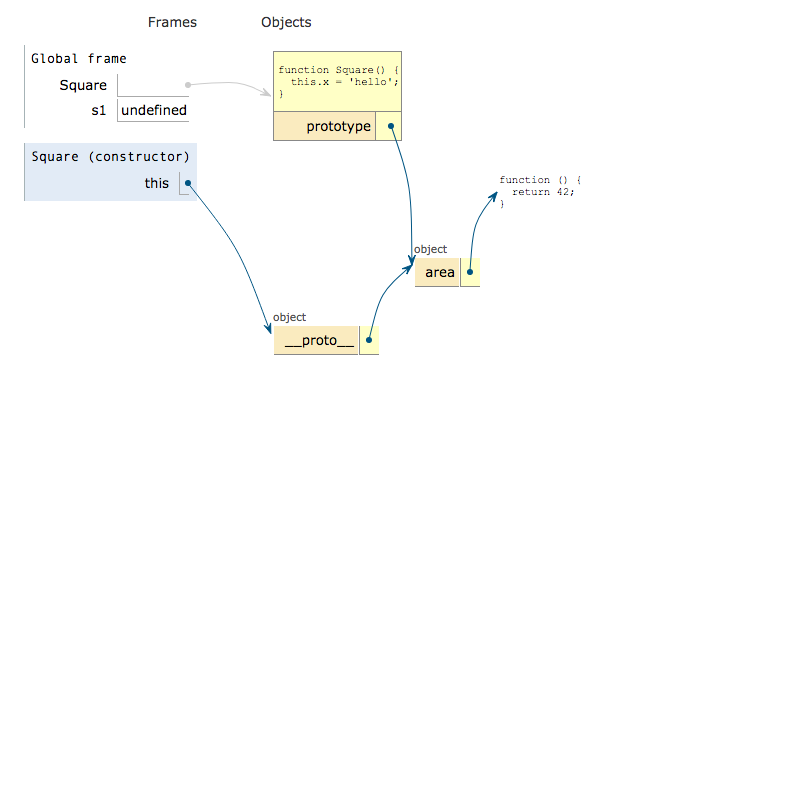 Frames Objects
Global frame
Square
s1 undefined
function Square() {
this.x = 'hello';
}
prototype
Square (constructor)
this
function () {
return 42;
}
object
area
object
__proto__